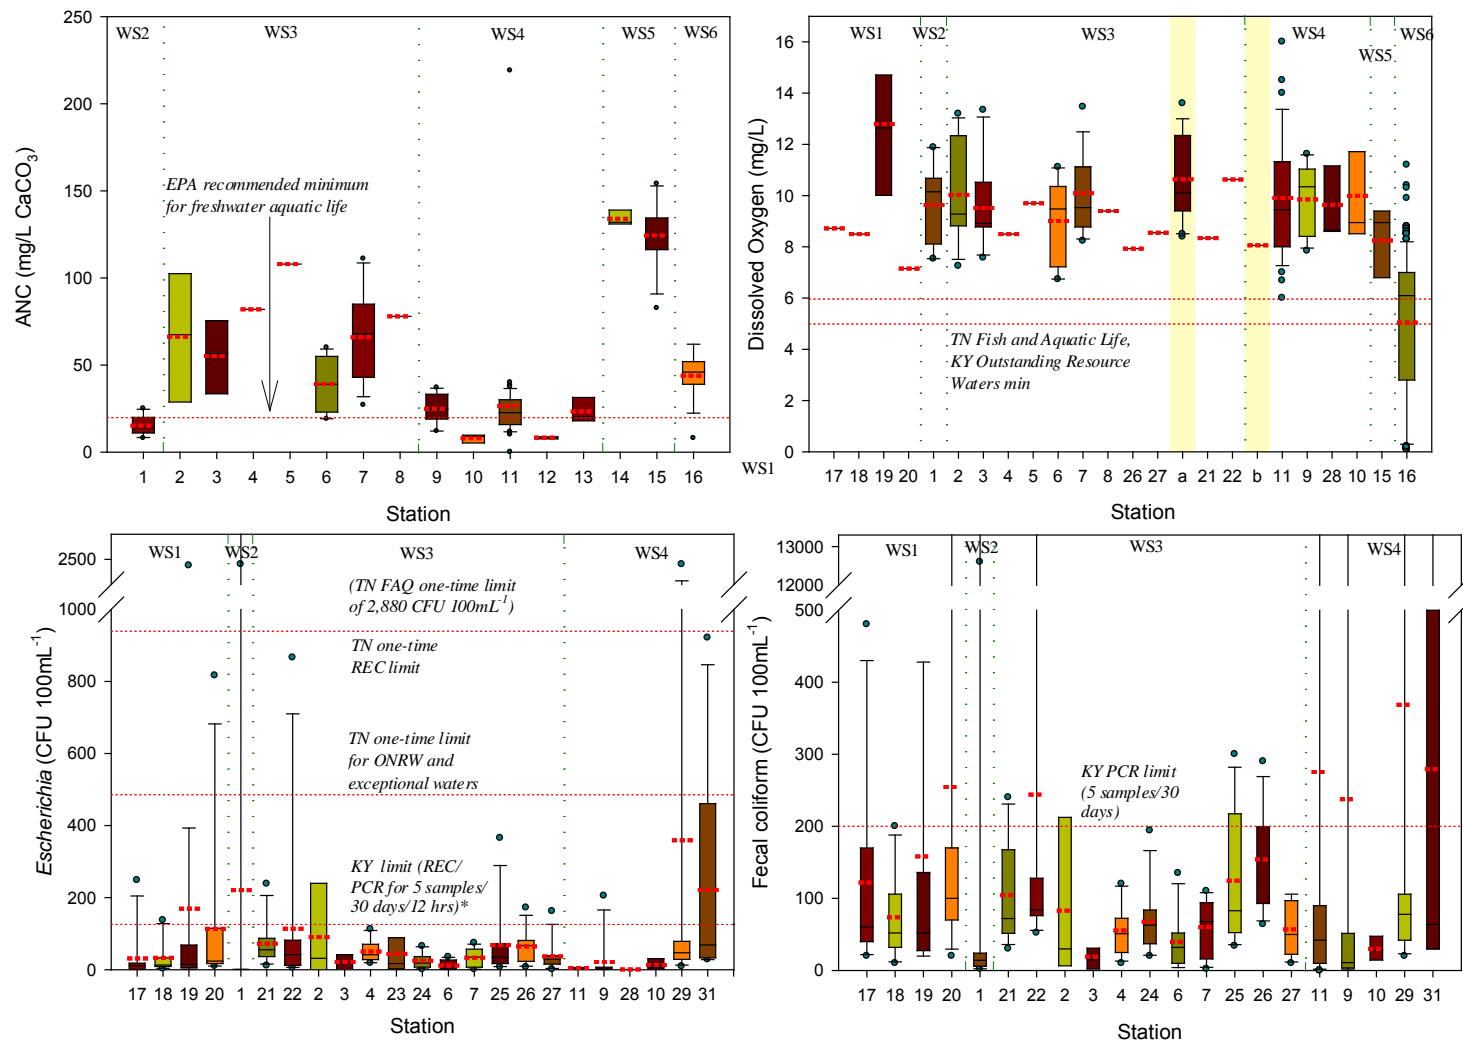 250
200
150
100
50
0
ANC (mg/L CaCO3)
WS2
WS3
WS4
WS5
WS6
EPA recommended minimum
for freshwater aquatic life
1 2 3 4 5 6 7 8 9 10 11 12 13 14 15 16
Station
16
14
12
10
8
6
4
2
0
Dissolved Oxygen (mg/L)
WS1
WS2
WS3
WS4
WS5
WS6
TN Fish and Aquatic Life,
KY Outstanding Resource
Waters min
WS1
17 18 19 20 1 2 3 4 5 6 7 8 26 27 a 21 22 b 11 9 28 10 15 16
Station
2500
1000
800
600
400
200
0
Escherichia (CFU 100mL-1)
WS1
WS2
WS3
WS4
(TN FAQ one-time limit
of 2,880 CFU 100mL-1)
TN one-time
REC limit
TN one-time limit
for ONRW and
exceptional waters
KY limit (REC/
PCR for 5 samples/
30 days/12 hrs)*
17 18 19 20 1 21 22 2 3 4 23 24 6 7 25 26 27 11 9 28 10 29 31
Station
13000
12000
500
400
300
200
100
0
Fecal coliform (CFU 100mL-1)
WS1
WS2
WS3
WS4
KY PCR limit
(5 samples/30
days)
17 18 19 20 1 21 22 2 3 4 24 6 7 25 26 27 11 9 10 29 31
Station